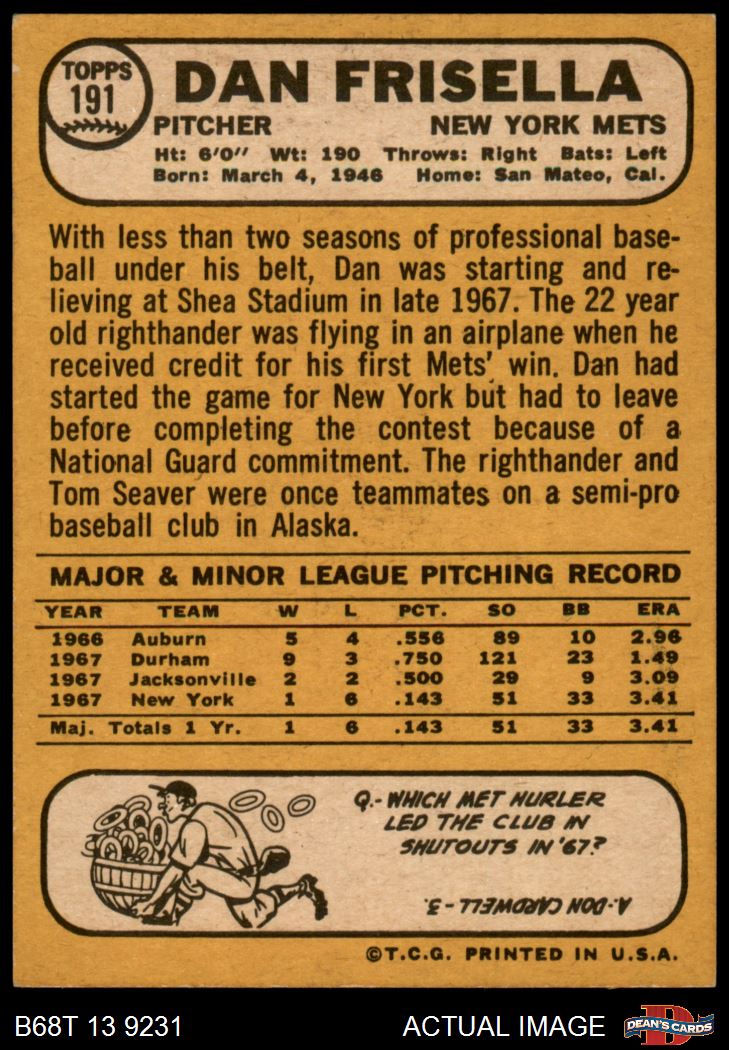 TOPPS
191
DAN FRISELLA
PITCHER NEW YORK METS
Ht: 6'0" Wt: 190 Throws: Right Bats: Left
Born: March 4, 1946 Home: San Mateo, Cal.
With less than two seasons of professional base-
ball under his belt, Dan was starting and re-
lieving at Shea Stadium in late 1967. The 22 year
old righthander was flying in an airplane when he
received credit for his first Mets' win. Dan had
started the game for New York but had to leave
before completing the contest because of a
National Guard commitment. The righthander and
Tom Seaver were once teammates on a semi-pro
baseball club in Alaska.
MAJOR & MINOR LEAGUE PITCHING RECORD
YEAR TEAM W L PCT. SO BB ERA
1966 Auburn 5 4 .556 89 10 2.96
1967 Durham 9 3 .750 121 23 1.49
1967 Jacksonville 2 2 .500 29 9 3.09
1967 New York 1 6 .143 51 33 3.41
Maj. Totals 1 Yr. 1 6 .143 51 33 3.41
Q.- WHICH MET HURLER
LED THE CLUB IN
SHUTOUTS IN '67?
A: DON CARDWELL - 3.
©T.C.G. PRINTED IN U.S.A.
B68T 13 9231 ACTUAL IMAGE
D
DEAN'S CARDS